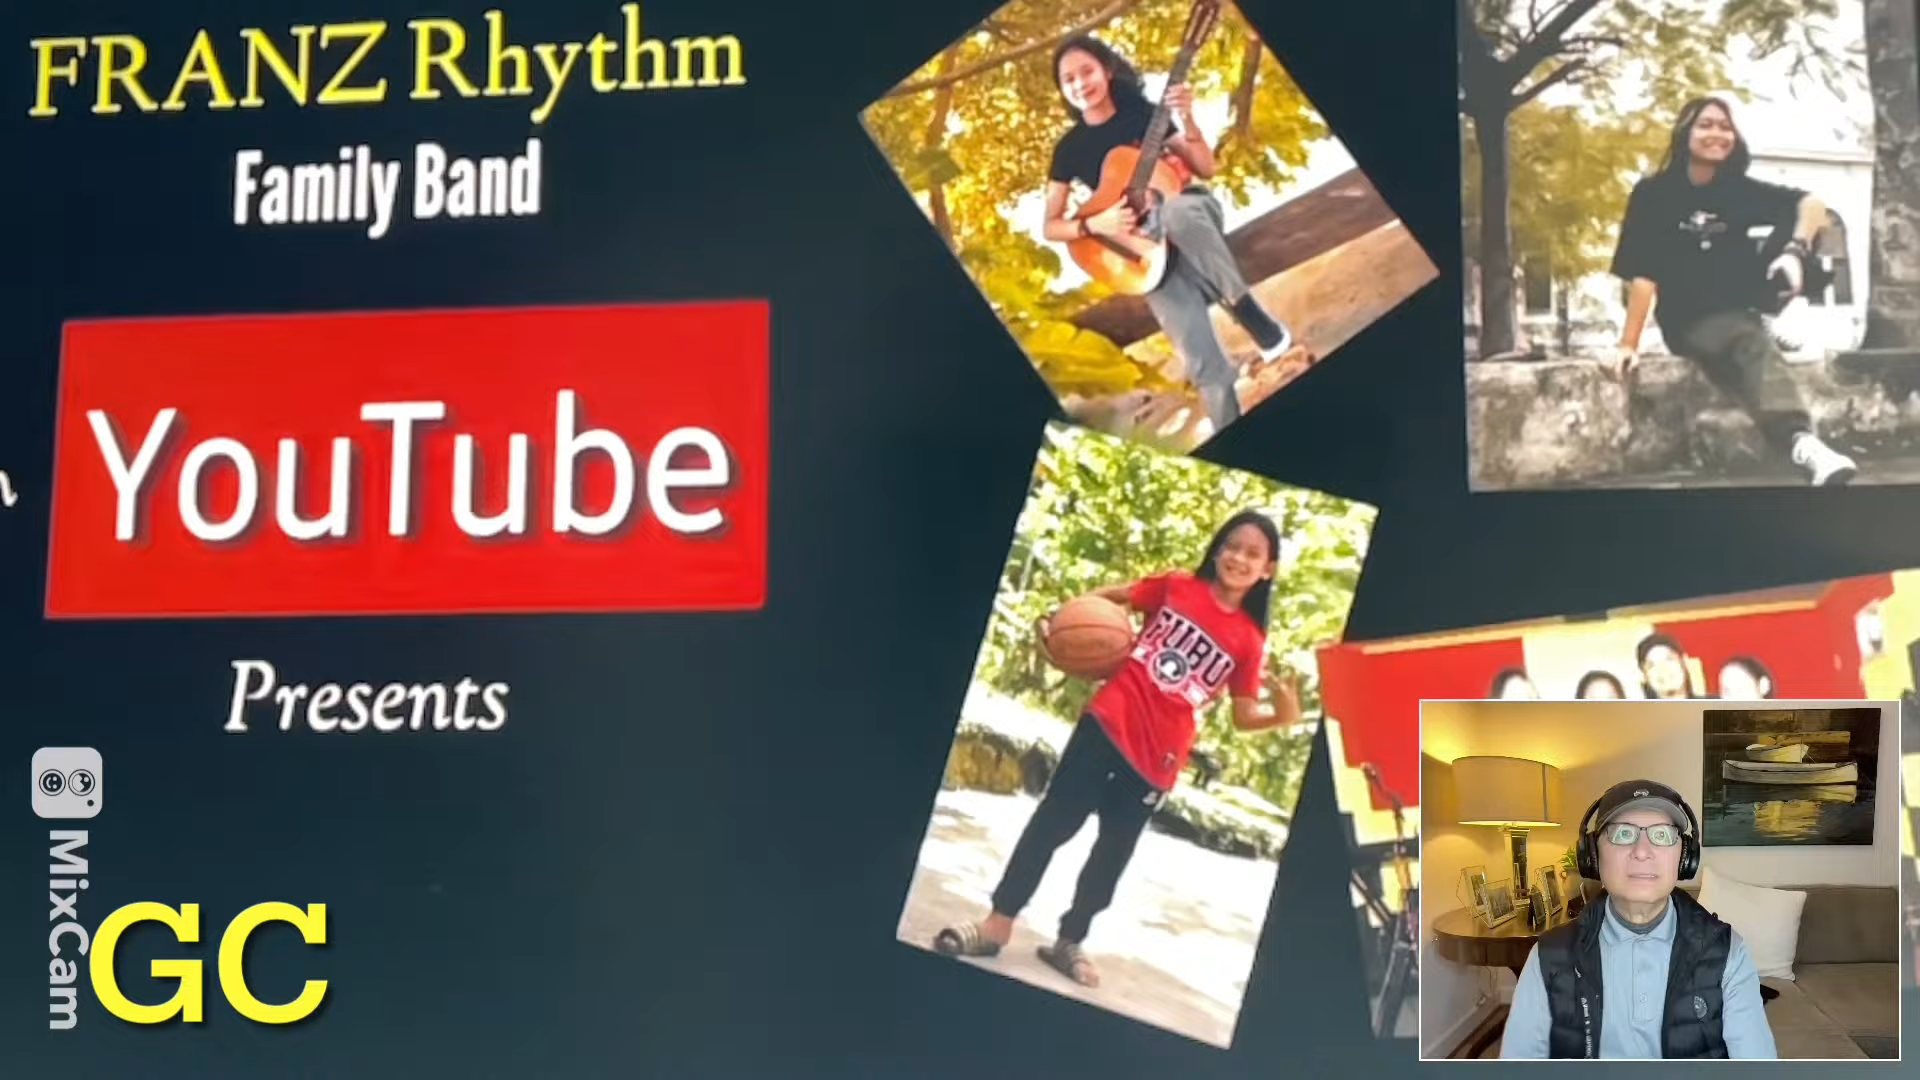 FRANZ Rhythm
Family Band
YouTube
Presents
FUBU
MixCam
GC